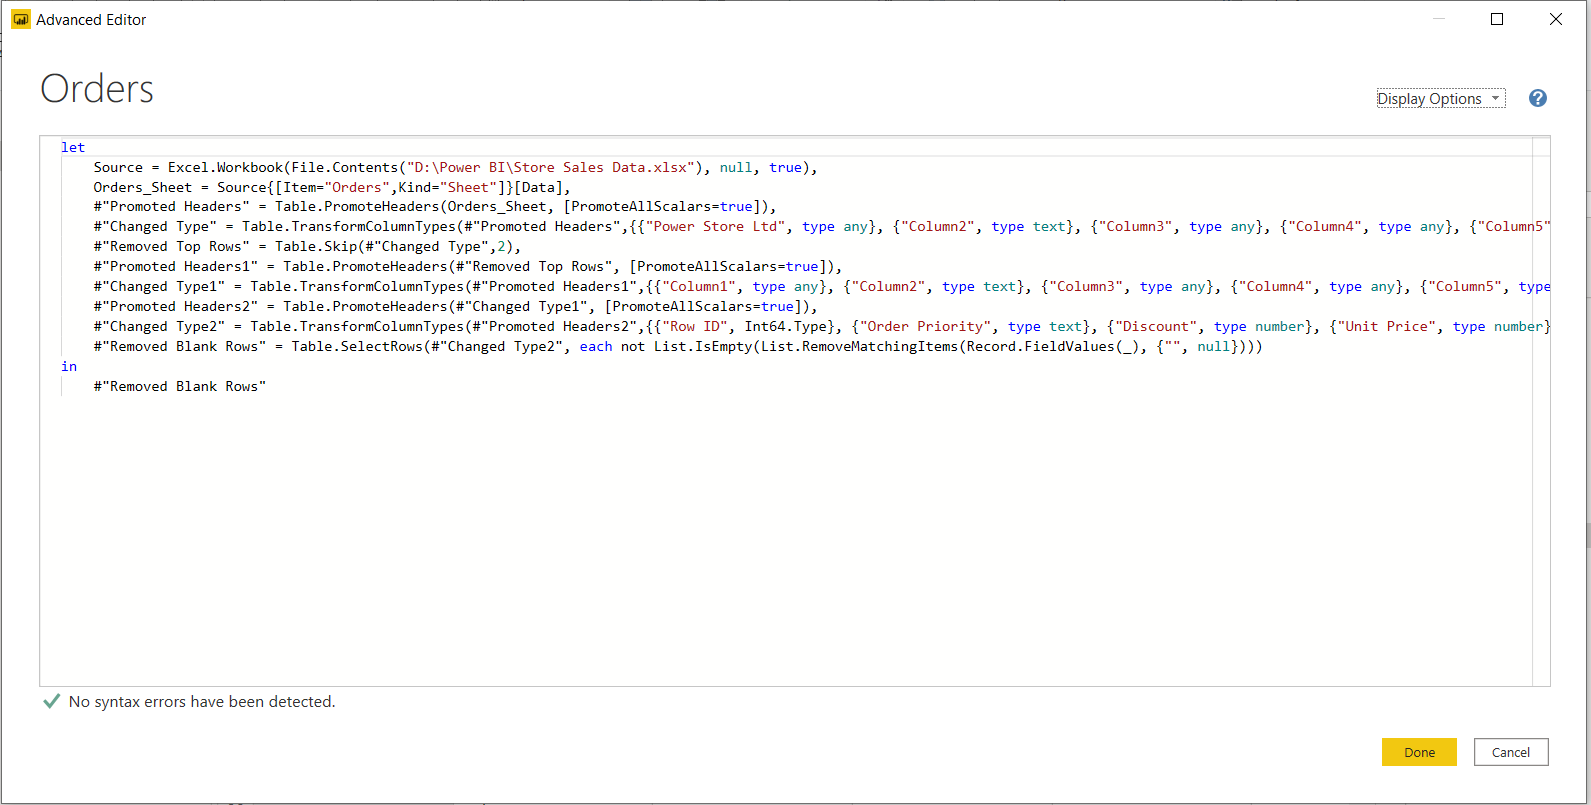 Advanced Editor
Orders
Display Options
?
let
Source = Excel.Workbook(File.Contents("D:\Power BI\Store Sales Data.xlsx"), null, true),
Orders_Sheet = Source{[Item="Orders",Kind="Sheet"]}[Data],
#"Promoted Headers" = Table.PromoteHeaders(Orders_Sheet, [PromoteAllScalars=true]),
#"Changed Type" = Table.TransformColumnTypes(#"Promoted Headers",{{"Power Store Ltd", type any}, {"Column2", type text}, {"Column3", type any}, {"Column4", type any}, {"Column5"
#"Removed Top Rows" = Table.Skip(#"Changed Type",2),
#"Promoted Headers1" = Table.PromoteHeaders(#"Removed Top Rows", [PromoteAllScalars=true]),
#"Changed Type1" = Table.TransformColumnTypes(#"Promoted Headers1",{{"Column1", type any}, {"Column2", type text}, {"Column3", type any}, {"Column4", type any}, {"Column5", type
#"Promoted Headers2" = Table.PromoteHeaders(#"Changed Type1", [PromoteAllScalars=true]),
#"Changed Type2" = Table.TransformColumnTypes(#"Promoted Headers2",{{"Row ID", Int64.Type}, {"Order Priority", type text}, {"Discount", type number}, {"Unit Price", type number}
#"Removed Blank Rows" = Table.SelectRows(#"Changed Type2", each not List.IsEmpty(List.RemoveMatchingItems(Record.FieldValues(_), {"", null})))
in
#"Removed Blank Rows"
No syntax errors have been detected.
Done
Cancel